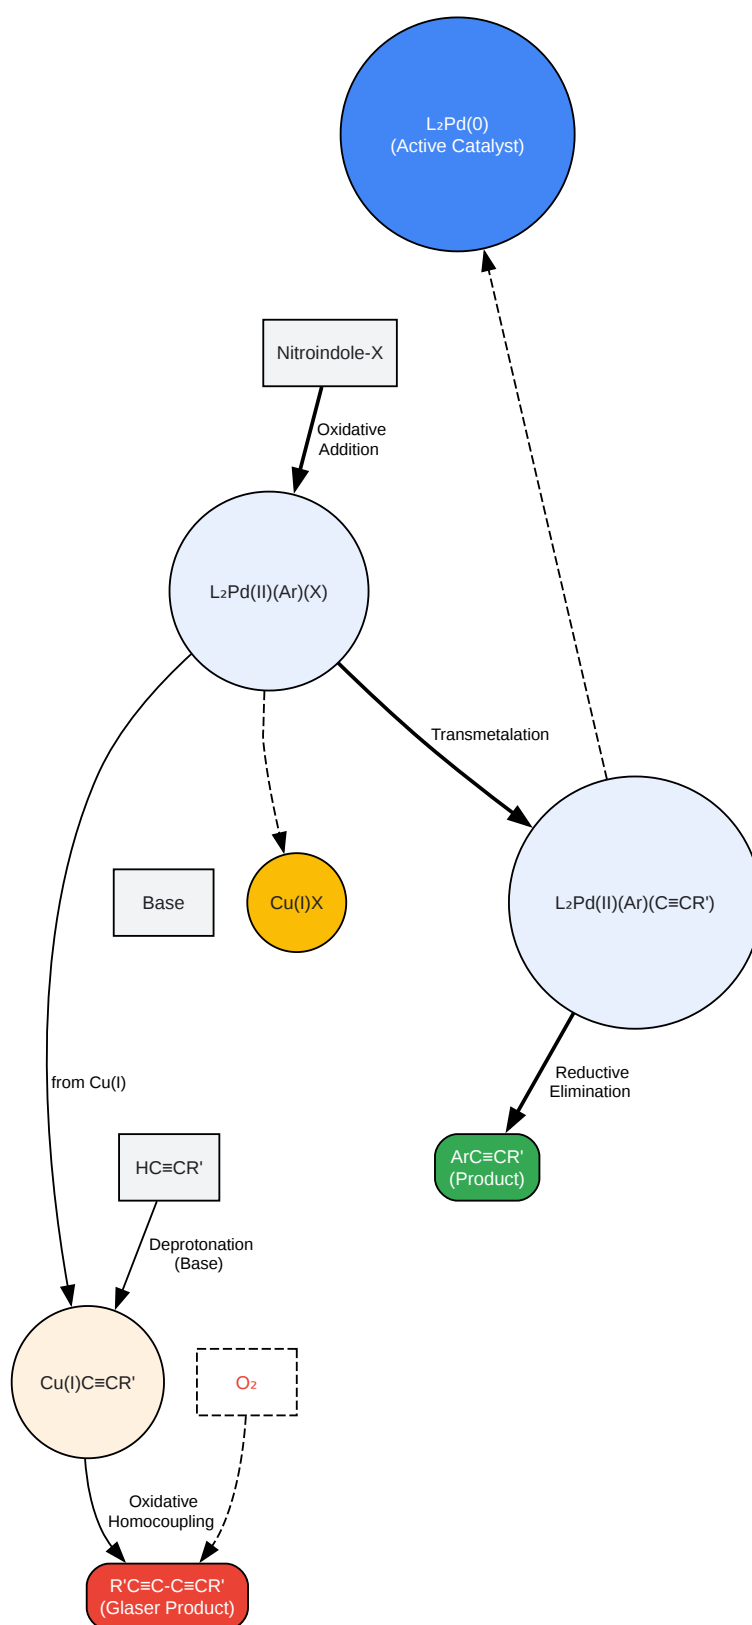 L₂Pd(0)
(Active Catalyst)
Nitroindole-X
Oxidative
Addition
L₂Pd(II)(Ar)(X)
Transmetalation
Base
Cu(I)X
L₂Pd(II)(Ar)(C≡CR')
from Cu(I)
Reductive
Elimination
HC≡CR'
ArC≡CR'
(Product)
Deprotonation
(Base)
Cu(I)C≡CR'
O₂
Oxidative
Homocoupling
R'C≡C-C≡CR'
(Glaser Product)